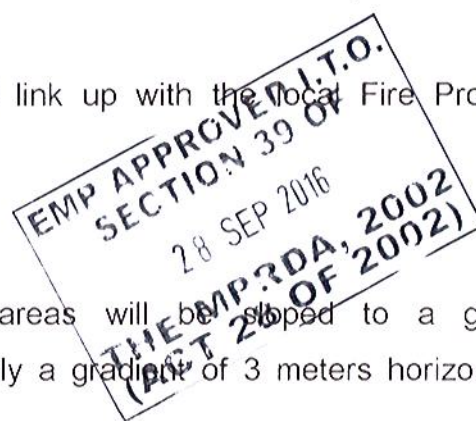 link up with the local Fire Pro
EMP APPROVED I.T.O.
SECTION 39 OF
28 SEP 2016
THE MPRDA, 2002
(ACT 28 OF 2002)
areas will be sloped to a g
ly a gradient of 3 meters horizo